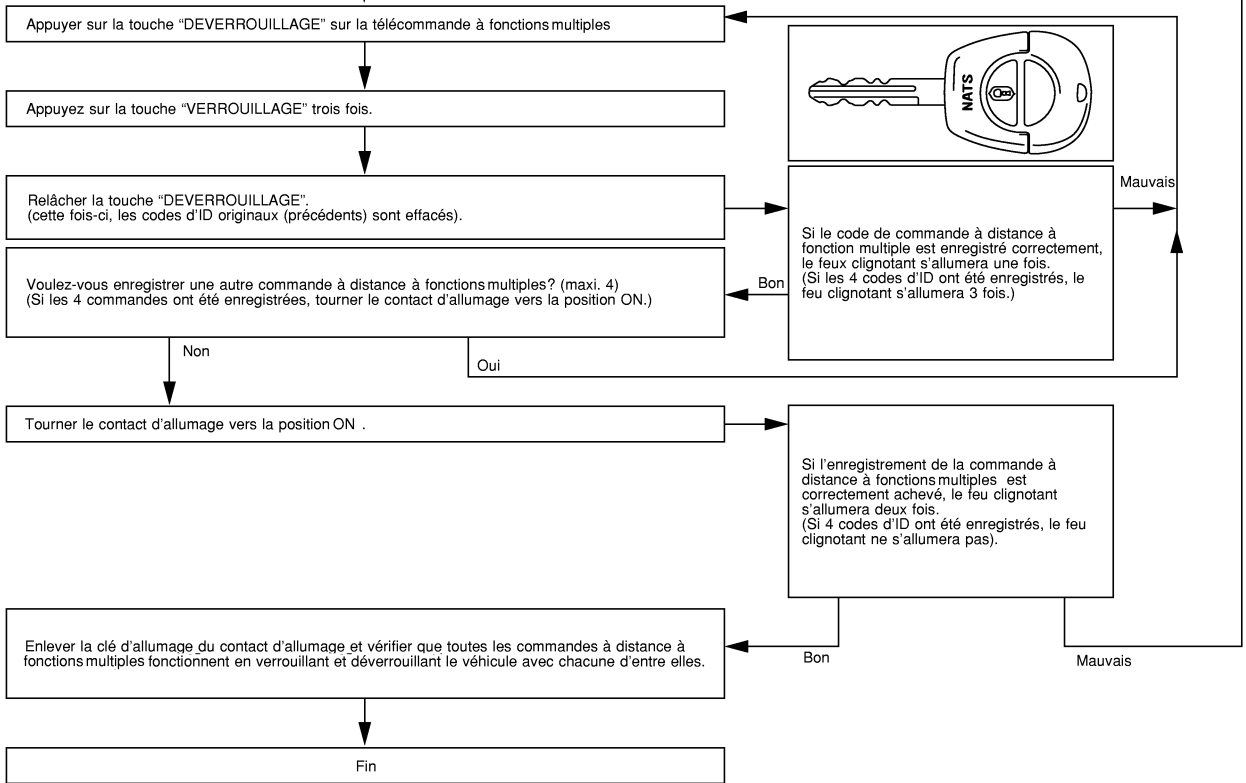 Appuyer sur la touche “DEVERROUILLAGE” sur la télécommande à fonctions multiples
NATS
Appuyez sur la touche “VERROUILLAGE” trois fois.
Relâcher la touche “DEVERROUILLAGE”.
(cette fois-ci, les codes d’ID originaux (précédents) sont effacés).
Mauvais
Si le code de commande à distance à
fonction multiple est enregistré correctement,
le feux clignotant s’allumera une fois.
(Si les 4 codes d’ID ont été enregistrés, le
feu clignotant s’allumera 3 fois.)
Bon
Voulez-vous enregistrer une autre commande à distance à fonctions multiples? (maxi. 4)
(Si les 4 commandes ont été enregistrées, tourner le contact d’allumage vers la position ON.)
Non
Oui
Tourner le contact d’allumage vers la position ON .
Si l’enregistrement de la commande à
distance à fonctions multiples est
correctement achevé, le feu clignotant
s’allumera deux fois.
(Si 4 codes d’ID ont été enregistrés, le feu
clignotant ne s’allumera pas).
Enlever la clé d’allumage du contact d’allumage et vérifier que toutes les commandes à distance à
fonctions multiples fonctionnent en verrouillant et déverrouillant le véhicule avec chacune d’entre elles.
Bon
Mauvais
Fin